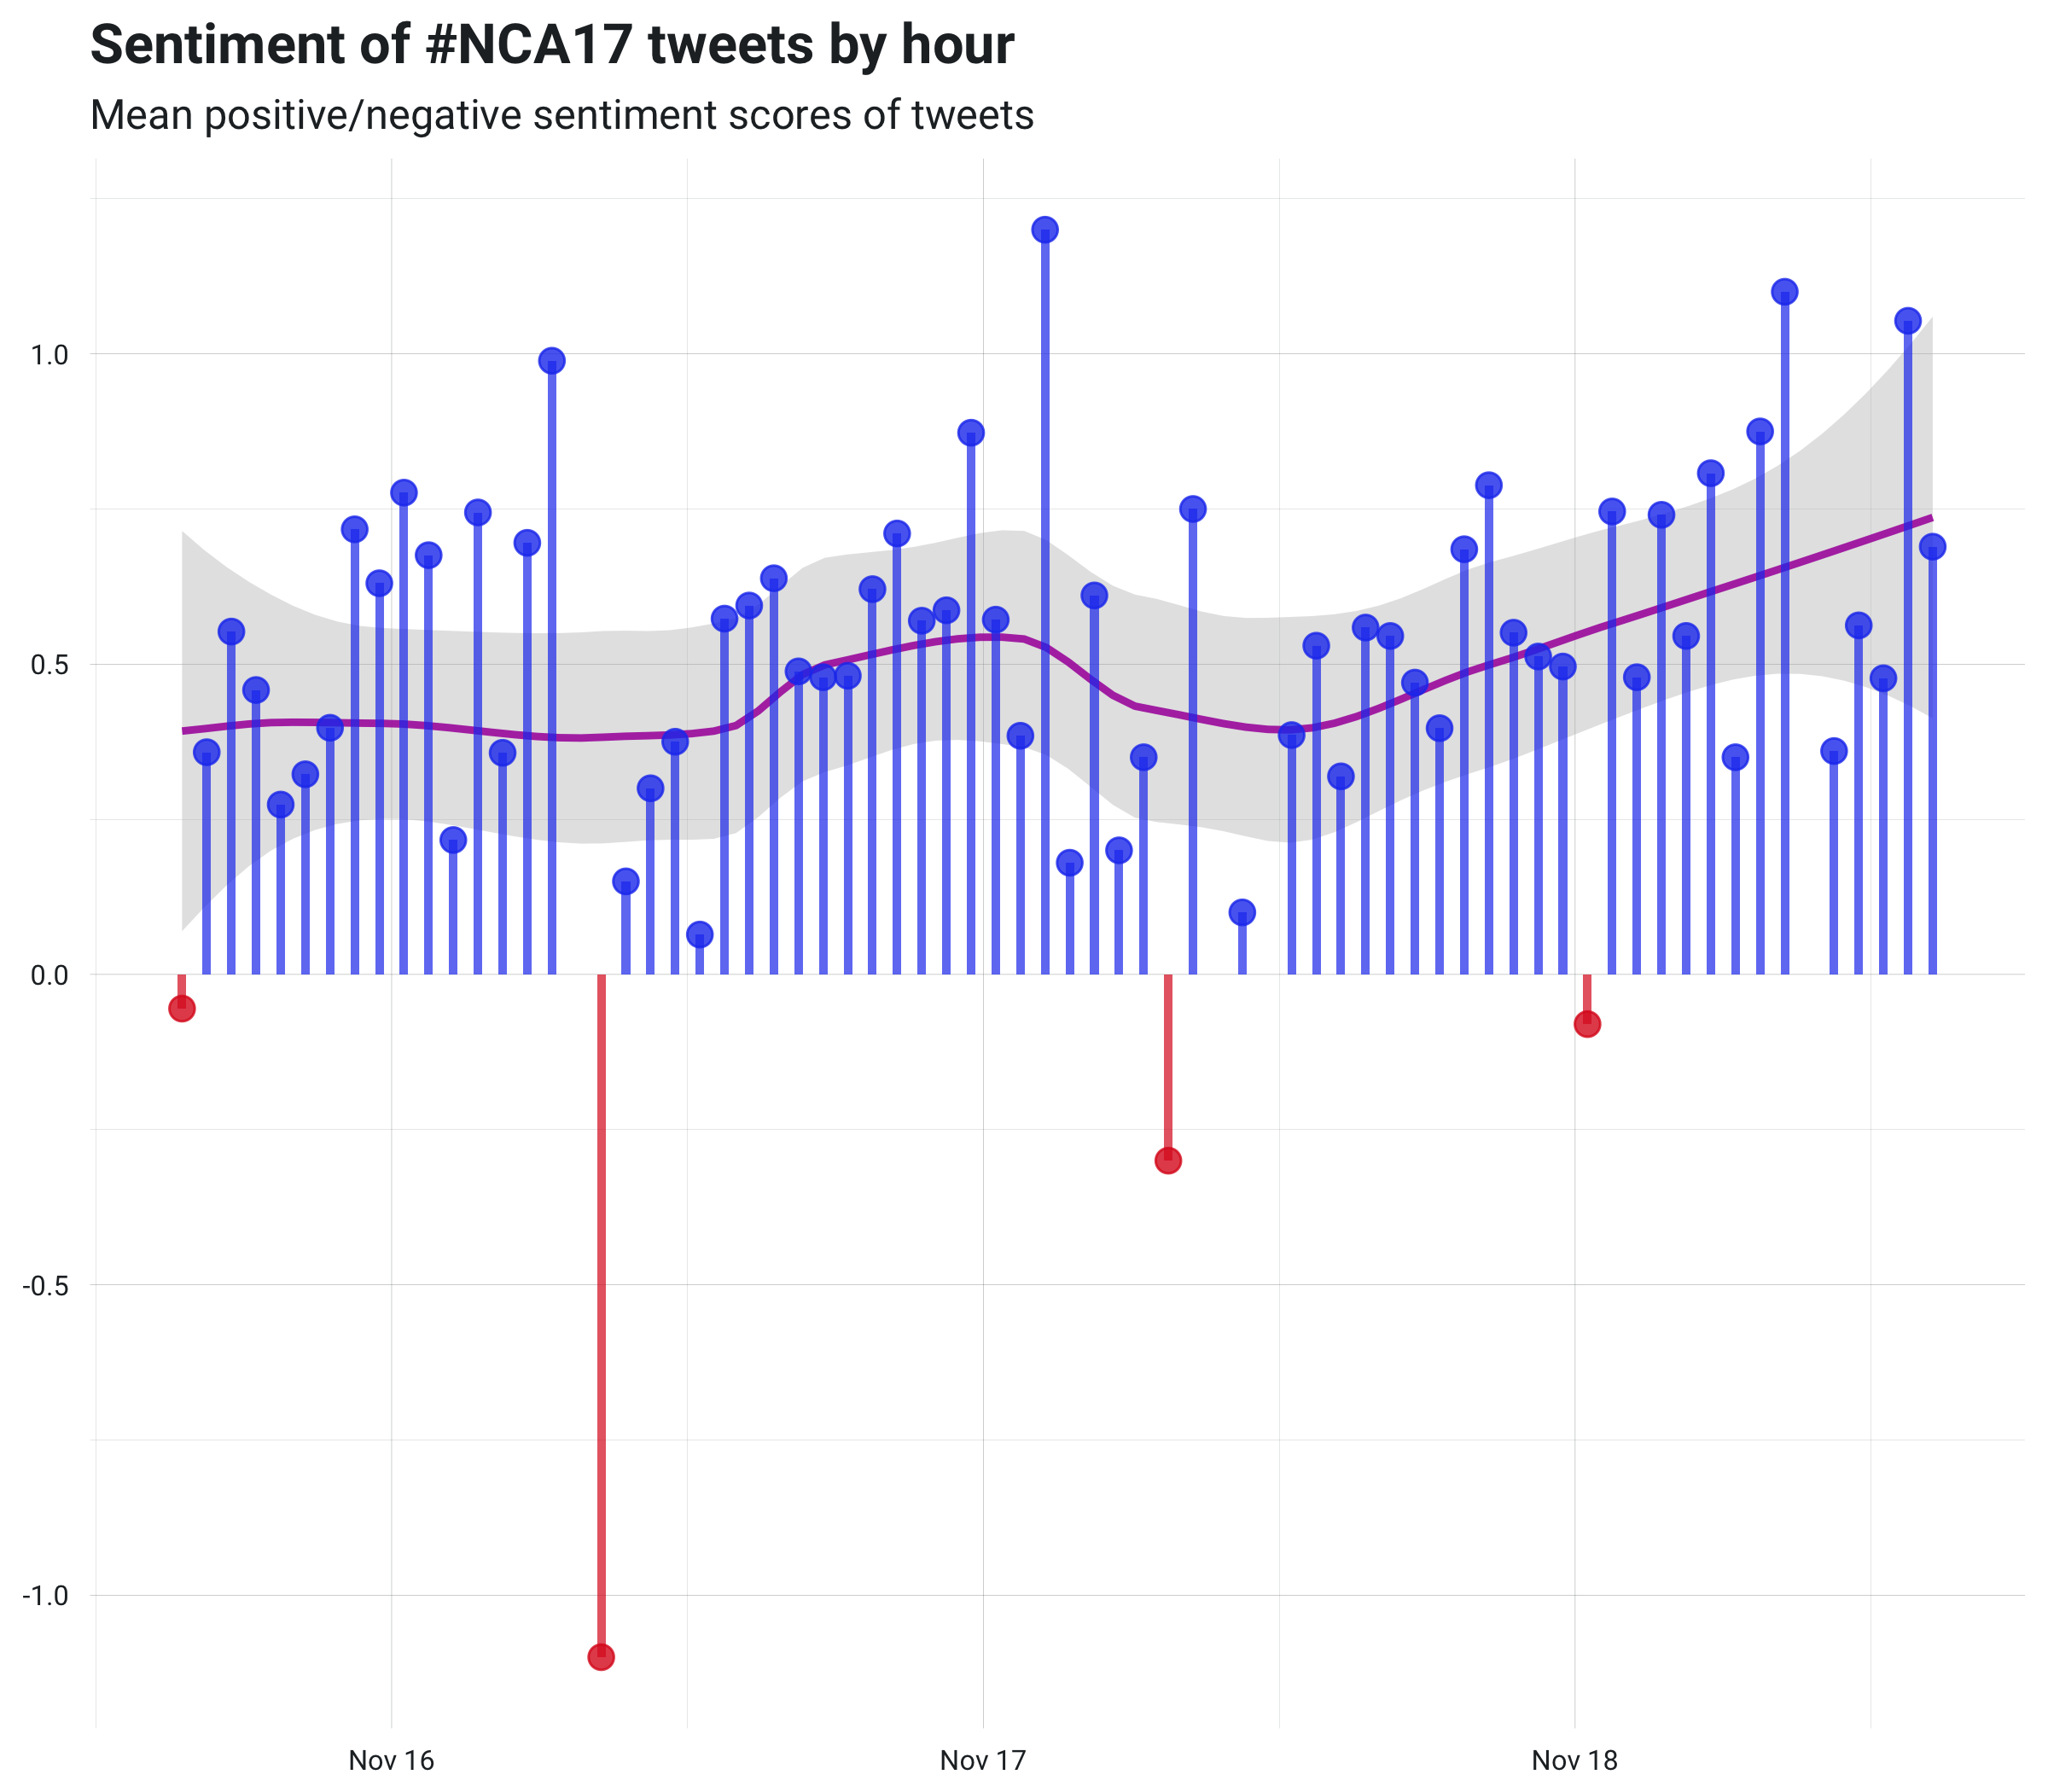 Sentiment of #NCA17 tweets by hour
Mean positive/negative sentiment scores of tweets
1.0
0.5
0.0
-0.5
-1.0
Nov 16 Nov 17 Nov 18